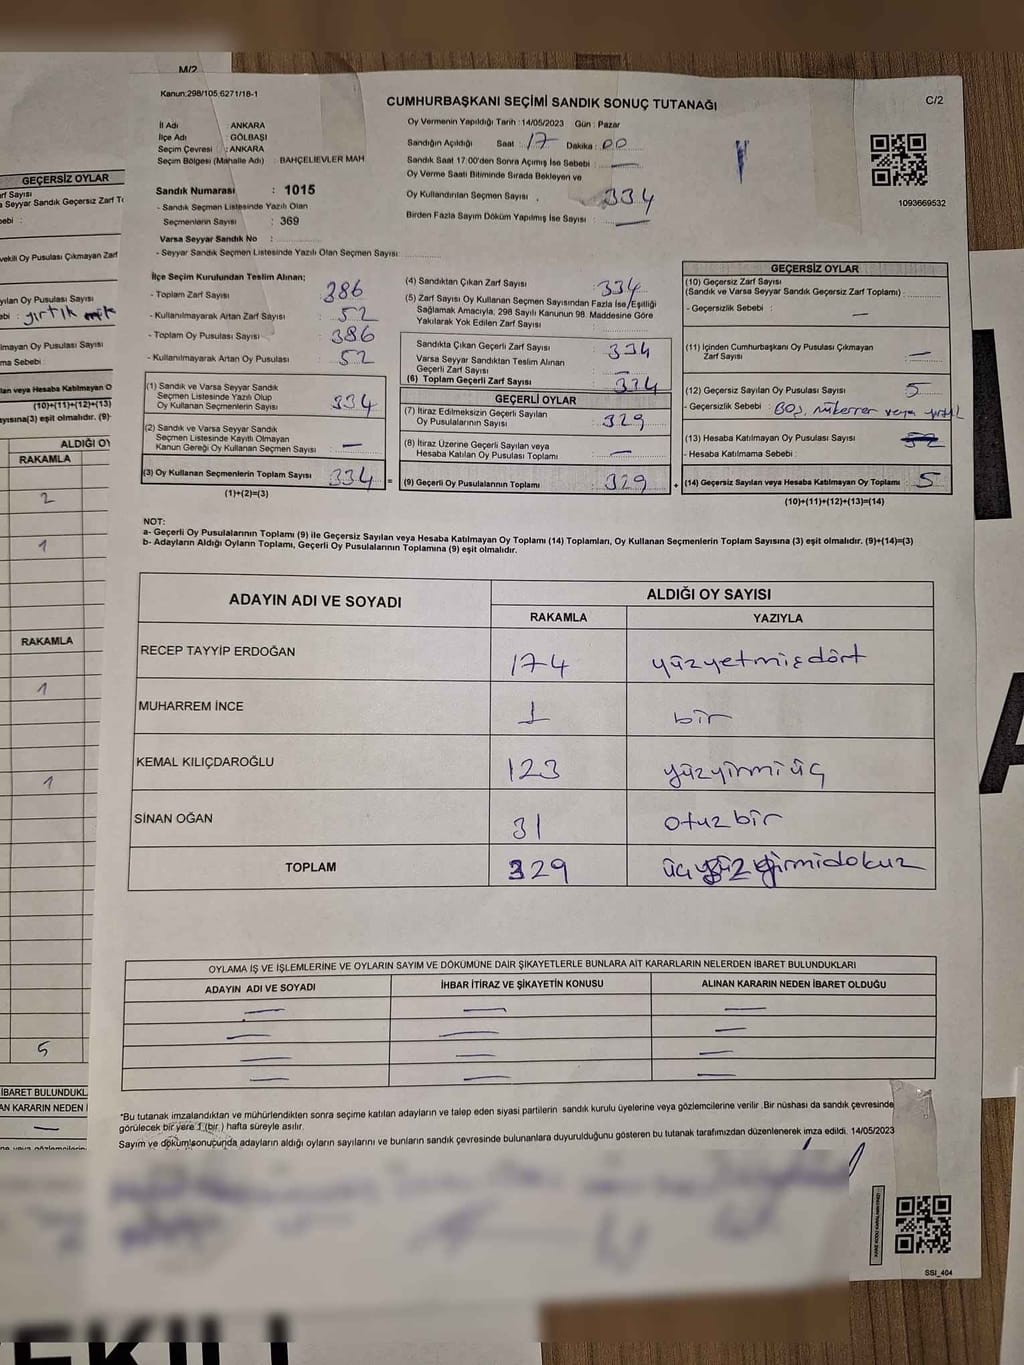 M/2
Kanun:298/105,6271/18-1
CUMHURBAŞKANI SEÇİMİ SANDIK SONUÇ TUTANAĞI
C/2
İl Adı : ANKARA
İlçe Adı : GÖLBAŞI
Seçim Çevresi : ANKARA
Seçim Bölgesi (Mahalle Adı) : BAHÇELİEVLER MAH
Sandık Numarası : 1015
- Sandık Seçmen Listesinde Yazılı Olan
Seçmenlerin Sayısı : 369
Varsa Seyyar Sandık No :
- Seyyar Sandık Seçmen Listesinde Yazılı Olan Seçmen Sayısı:
Oy Vermenin Yapıldığı Tarih : 14/05/2023 Gün : Pazar
Sandığın Açıldığı Saat : 17 Dakika : 00
Sandık Saat 17:00'den Sonra Açımış İse Sebebi : —
Oy Verme Saati Bitiminde Sırada Bekleyen ve
Oy Kullandırılan Seçmen Sayısı : 334
Birden Fazla Sayım Döküm Yapılmış İse Sayısı : —
1093669532
İlçe Seçim Kurulundan Teslim Alınan;
- Toplam Zarf Sayısı 386
- Kullanılmayarak Artan Zarf Sayısı : 52
- Toplam Oy Pusulası Sayısı : 386
- Kullanılmayarak Artan Oy Pusulası : 52
(1) Sandık ve Varsa Seyyar Sandık
Seçmen Listesinde Yazılı Olup
Oy Kullanan Seçmenlerin Sayısı : 334
(2) Sandık ve Varsa Seyyar Sandık
Seçmen Listesinde Kayıtlı Olmayan
Kanun Gereği Oy Kullanan Seçmen Sayısı : —
(3) Oy Kullanan Seçmenlerin Toplam Sayısı : 334 =
(1)+(2)=(3)
(4) Sandıktan Çıkan Zarf Sayısı : 334
(5) Zarf Sayısı Oy Kullanan Seçmen Sayısından Fazla İse/Eşitliği
Sağlamak Amacıyla, 298 Sayılı Kanunun 98. Maddesine Göre
Yakılarak Yok Edilen Zarf Sayısı :
Sandıkta Çıkan Geçerli Zarf Sayısı : 334
Varsa Seyyar Sandıktan Teslim Alınan
Geçerli Zarf Sayısı : —
(6) Toplam Geçerli Zarf Sayısı : 334
GEÇERLİ OYLAR
(7) İtiraz Edilmeksizin Geçerli Sayılan
Oy Pusulalarının Sayısı : 329
(8) İtiraz Üzerine Geçerli Sayılan veya
Hesaba Katılan Oy Pusulası Toplamı : —
(9) Geçerli Oy Pusulalarının Toplamı : 329 +
GEÇERSİZ OYLAR
(10) Geçersiz Zarf Sayısı
(Sandık ve Varsa Seyyar Sandık Geçersiz Zarf Toplamı) :
- Geçersizlik Sebebi : —
(11) İçinden Cumhurbaşkanı Oy Pusulası Çıkmayan
Zarf Sayısı : —
(12) Geçersiz Sayılan Oy Pusulası Sayısı : 5
- Geçersizlik Sebebi : Boş, mükerrer veya yırtık
(13) Hesaba Katılmayan Oy Pusulası Sayısı :
- Hesaba Katılmama Sebebi :
(14) Geçersiz Sayılan veya Hesaba Katılmayan Oy Toplamı : 5
(10)+(11)+(12)+(13)=(14)
NOT:
a- Geçerli Oy Pusulalarının Toplamı (9) ile Geçersiz Sayılan veya Hesaba Katılmayan Oy Toplamı (14) Toplamları, Oy Kullanan Seçmenlerin Toplam Sayısına (3) eşit olmalıdır. (9)+(14)=(3)
b- Adayların Aldığı Oyların Toplamı, Geçerli Oy Pusulalarının Toplamına (9) eşit olmalıdır.
ADAYIN ADI VE SOYADI
ALDIĞI OY SAYISI
RAKAMLA YAZIYLA
RECEP TAYYİP ERDOĞAN 174 yüzyetmişdört
MUHARREM İNCE 1 bir
KEMAL KILIÇDAROĞLU 123 yüzyirmiüç
SİNAN OĞAN 31 otuzbir
TOPLAM 329 üçyüzyirmidokuz
OYLAMA İŞ VE İŞLEMLERİNE VE OYLARIN SAYIM VE DÖKÜMÜNE DAİR ŞİKAYETLERLE BUNLARA AİT KARARLARIN NELERDEN İBARET BULUNDUKLARI
ADAYIN ADI VE SOYADI İHBAR İTİRAZ VE ŞİKAYETİN KONUSU ALINAN KARARIN NEDEN İBARET OLDUĞU
— — —
— — —
— — —
— — —
*Bu tutanak imzalandıktan ve mühürlendikten sonra seçime katılan adayların ve talep eden siyasi partilerin sandık kurulu üyelerine veya gözlemcilerine verilir .Bir nüshası da sandık çevresinde
görülecek bir yere 1 (bir.) hafta süreyle asılır.
Sayım ve döküm sonucunda adayların aldığı oyların sayılarını ve bunların sandık çevresinde bulunanlara duyurulduğunu gösteren bu tutanak tarafımızdan düzenlenerek imza edildi. 14/05/2023
SSI_404
GEÇERSİZ OYLAR
Zarf Sayısı
Seyyar Sandık Geçersiz Zarf
vekili Oy Pusulası Çıkmayan Zarf
Oy Pusulası Sayısı
: yırtık
Oy Pusulası Sayısı
ma Sebebi :
veya Hesaba Katılmayan O
(10)+(11)+(12)+(13)
(3) eşit olmalıdır. (9)
ALDIĞI OY
RAKAMLA
2
1
RAKAMLA
1
1
5
İBARET BULUNDUKL
AN KARARIN NEDEN İ
—
EKİLİ
A